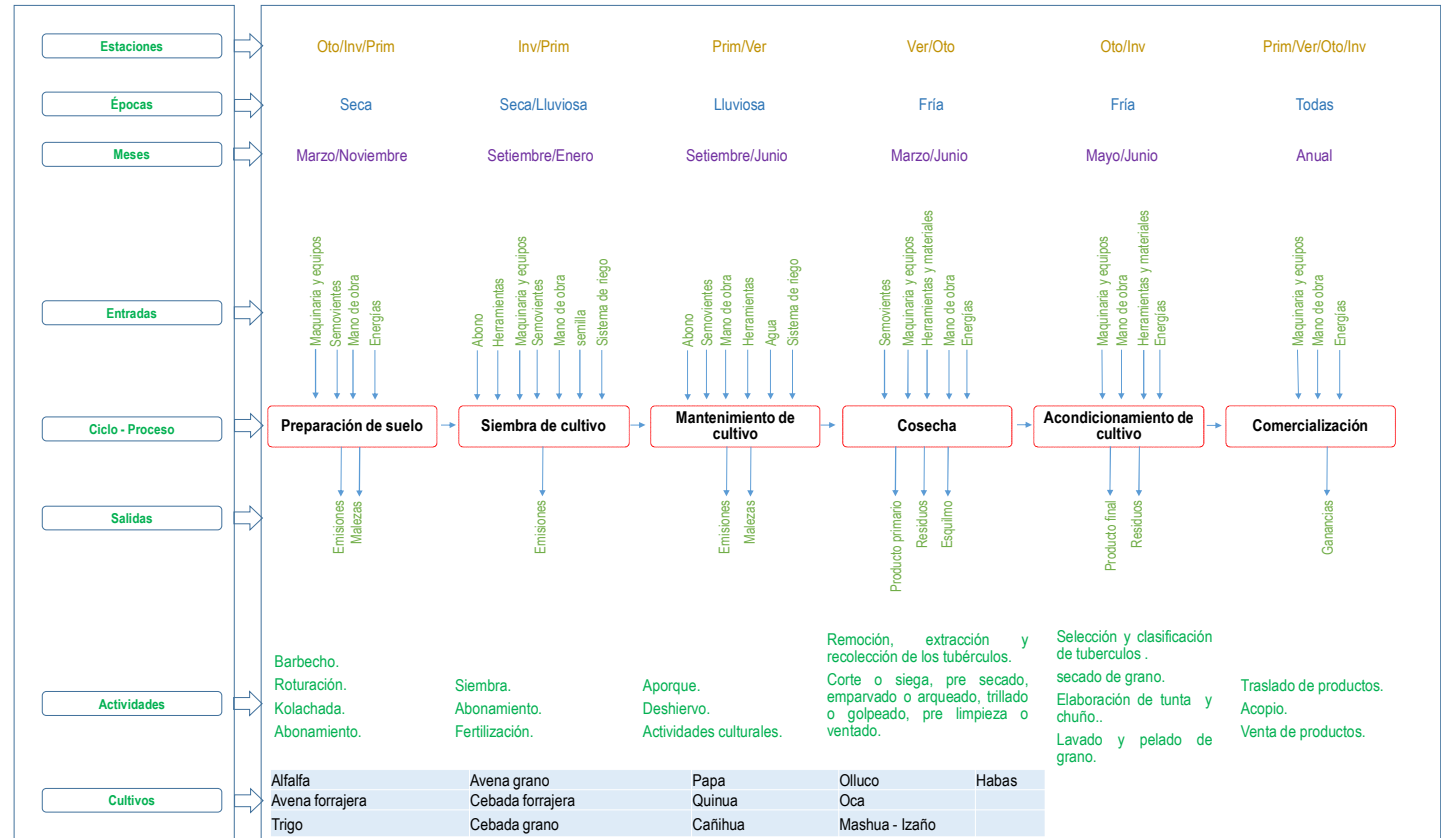 Estaciones
Oto/Inv/Prim
Inv/Prim
Prim/Ver
Ver/Oto
Oto/Inv
Prim/Ver/Oto/Inv
Épocas
Seca
Seca/Lluviosa
Lluviosa
Fría
Fría
Todas
Meses
Marzo/Noviembre
Setiembre/Enero
Setiembre/Junio
Marzo/Junio
Mayo/Junio
Anual
Entradas
Maquinaria y equipos
Semovientes
Mano de obra
Energías
Abono
Herramientas
Maquinaria y equipos
Semovientes
Mano de obra
semilla
Sistema de riego
Abono
Semovientes
Mano de obra
Herramientas
Agua
Sistema de riego
Semovientes
Maquinaria y equipos
Herramientas y materiales
Mano de obra
Energías
Maquinaria y equipos
Mano de obra
Herramientas y materiales
Energías
Maquinaria y equipos
Mano de obra
Energías
Ciclo - Proceso
Preparación de suelo
Siembra de cultivo
Mantenimiento de
cultivo
Cosecha
Acondicionamiento de
cultivo
Comercialización
Salidas
Emisiones
Malezas
Emisiones
Emisiones
Malezas
Producto primario
Residuos
Esquilmo
Producto final
Residuos
Ganancias
Actividades
Barbecho.
Roturación.
Kolachada.
Abonamiento.
Siembra.
Abonamiento.
Fertilización.
Aporque.
Deshiervo.
Actividades culturales.
Remoción, extracción y
recolección de los tubérculos.
Corte o siega, pre secado,
emparvado o arqueado, trillado
o golpeado, pre limpieza o
ventado.
Selección y clasificación
de tuberculos .
secado de grano.
Elaboración de tunta y
chuño..
Lavado y pelado de
grano.
Traslado de productos.
Acopio.
Venta de productos.
Cultivos
Alfalfa
Avena grano
Papa
Olluco
Habas
Avena forrajera
Cebada forrajera
Quinua
Oca
Trigo
Cebada grano
Cañihua
Mashua - Izaño